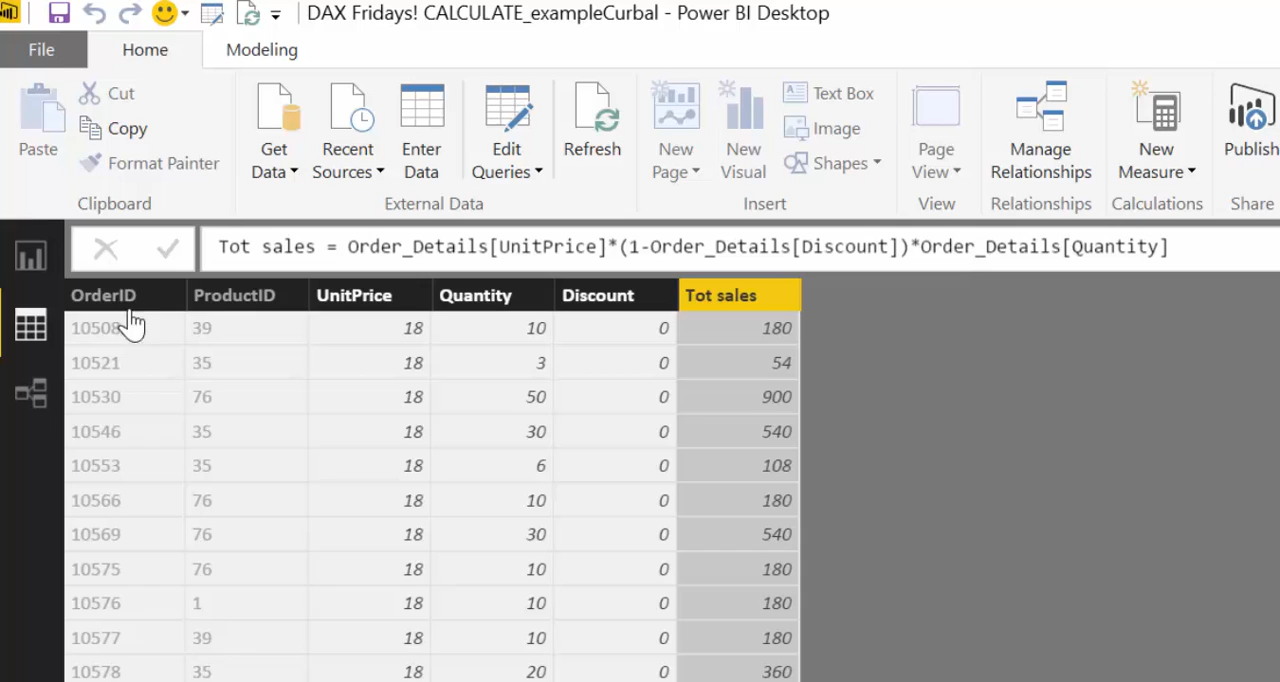 DAX Fridays! CALCULATE_exampleCurbal - Power BI Desktop
File Home Modeling
Paste
Cut
Copy
Format Painter
Clipboard
Get Data
Recent Sources
Enter Data
Edit Queries
Refresh
External Data
New Page
New Visual
Text Box
Image
Shapes
Insert
Page View
View
Manage Relationships
Relationships
New Measure
Calculations
Publish
Share
Tot sales = Order_Details[UnitPrice]*(1-Order_Details[Discount])*Order_Details[Quantity]
OrderID ProductID UnitPrice Quantity Discount Tot sales
10508 39 18 10 0 180
10521 35 18 3 0 54
10530 76 18 50 0 900
10546 35 18 30 0 540
10553 35 18 6 0 108
10566 76 18 10 0 180
10569 76 18 30 0 540
10575 76 18 10 0 180
10576 1 18 10 0 180
10577 39 18 10 0 180
10578 35 18 20 0 360